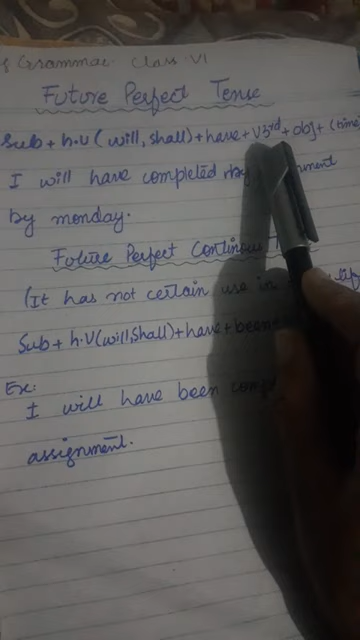 Grammar Class VI
Future Perfect Tense
Sub + h.v (will, shall) + have + V3rd + obj + (time
I will have completed my
by monday.
Future Perfect Continuous
(It has not certain use in
Sub + h.v (will, Shall) + have + been
Ex:
I will have been
assignment.